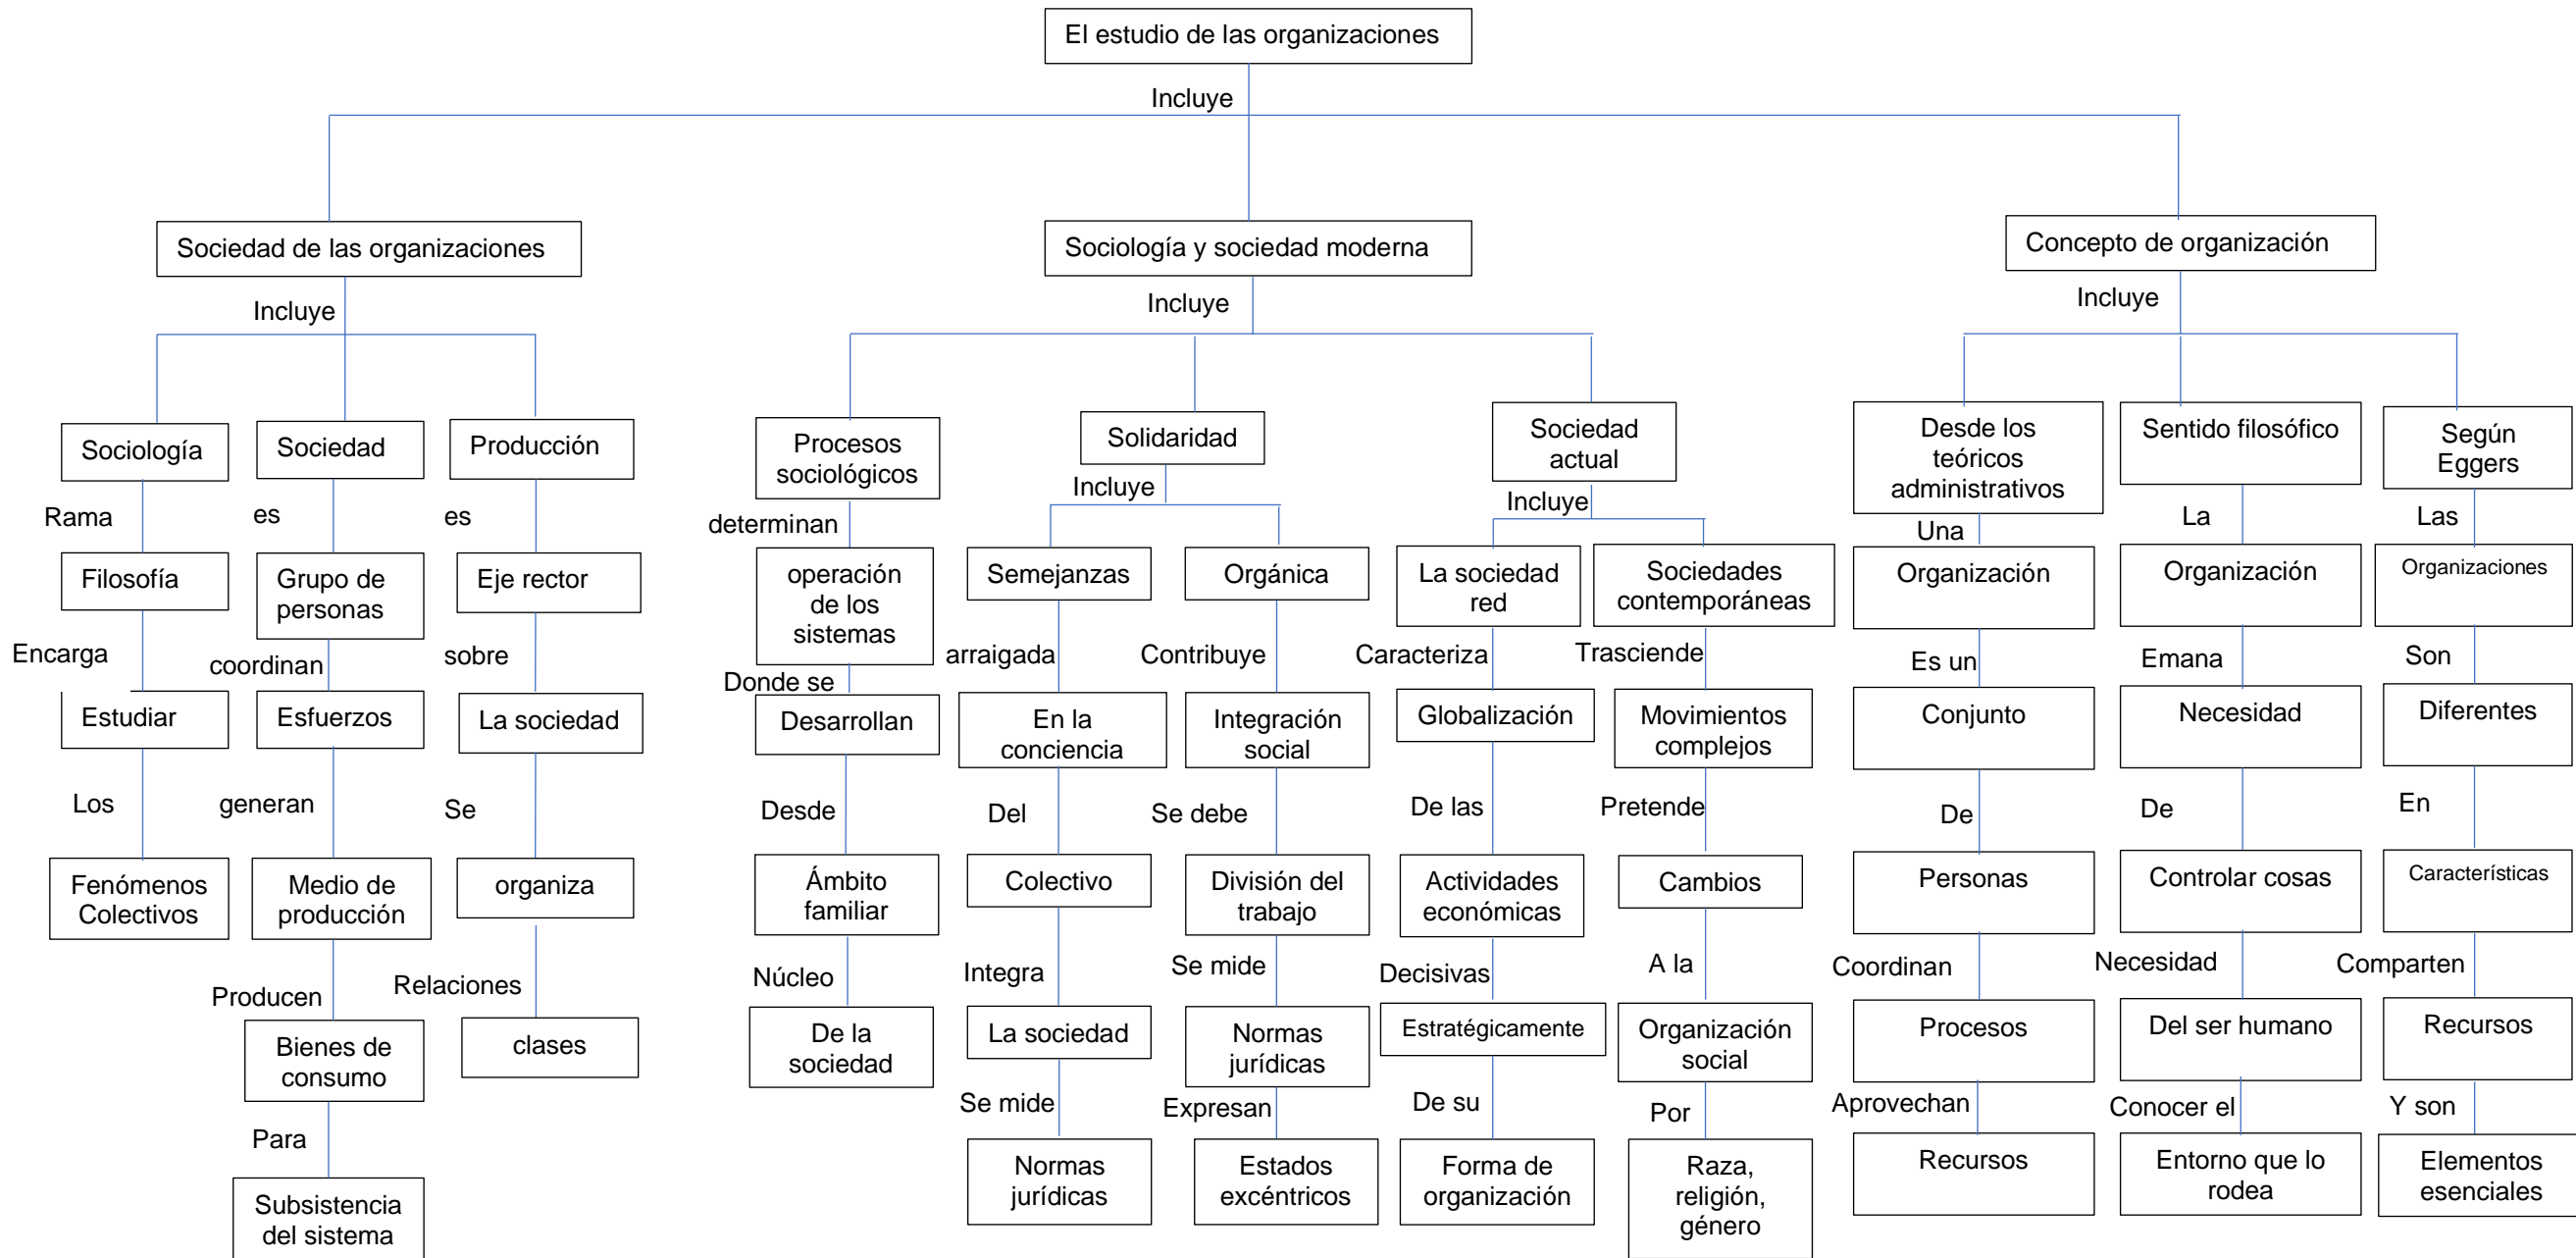 El estudio de las organizaciones
Incluye
Sociedad de las organizaciones
Sociología y sociedad moderna
Concepto de organización
Incluye
Incluye
Incluye
Sociología
Rama
Filosofía
Encarga
Estudiar
Los
Fenómenos
Colectivos
Sociedad
es
Grupo de
personas
coordinan
Esfuerzos
generan
Medio de
producción
Producen
Bienes de
consumo
Para
Subsistencia
del sistema
Producción
es
Eje rector
sobre
La sociedad
Se
organiza
Relaciones
clases
Procesos
sociológicos
determinan
operación
de los
sistemas
Donde se
Desarrollan
Desde
Ámbito
familiar
Núcleo
De la
sociedad
Solidaridad
Incluye
Semejanzas
arraigada
En la
conciencia
Del
Colectivo
Integra
La sociedad
Se mide
Normas
jurídicas
Orgánica
Contribuye
Integración
social
Se debe
División del
trabajo
Se mide
Normas
jurídicas
Expresan
Estados
excéntricos
Sociedad
actual
Incluye
La sociedad
red
Caracteriza
Globalización
De las
Actividades
económicas
Decisivas
Estratégicamente
De su
Forma de
organización
Sociedades
contemporáneas
Trasciende
Movimientos
complejos
Pretende
Cambios
A la
Organización
social
Por
Raza,
religión,
género
Desde los
teóricos
administrativos
Una
Organización
Es un
Conjunto
De
Personas
Coordinan
Procesos
Aprovechan
Recursos
Sentido filosófico
La
Organización
Emana
Necesidad
De
Controlar cosas
Necesidad
Del ser humano
Conocer el
Entorno que lo
rodea
Según
Eggers
Las
Organizaciones
Son
Diferentes
En
Características
Comparten
Recursos
Y son
Elementos
esenciales